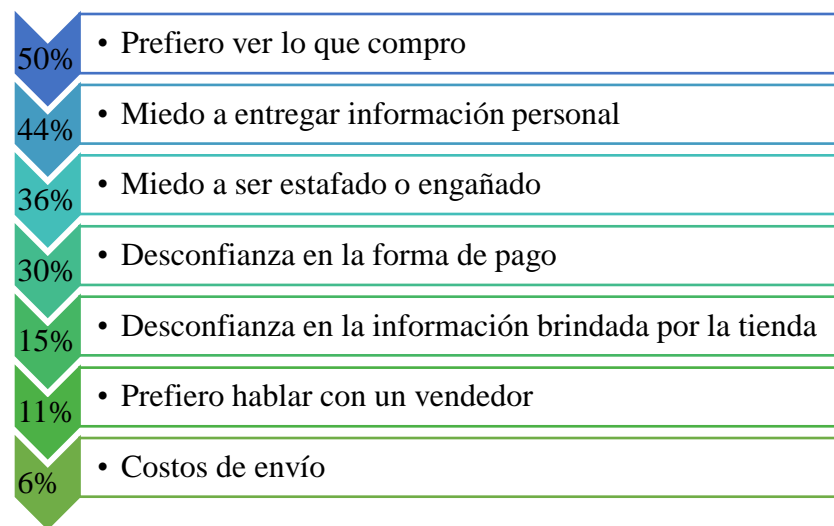 50% • Prefiero ver lo que compro
44% • Miedo a entregar información personal
36% • Miedo a ser estafado o engañado
30% • Desconfianza en la forma de pago
15% • Desconfianza en la información brindada por la tienda
11% • Prefiero hablar con un vendedor
6% • Costos de envío